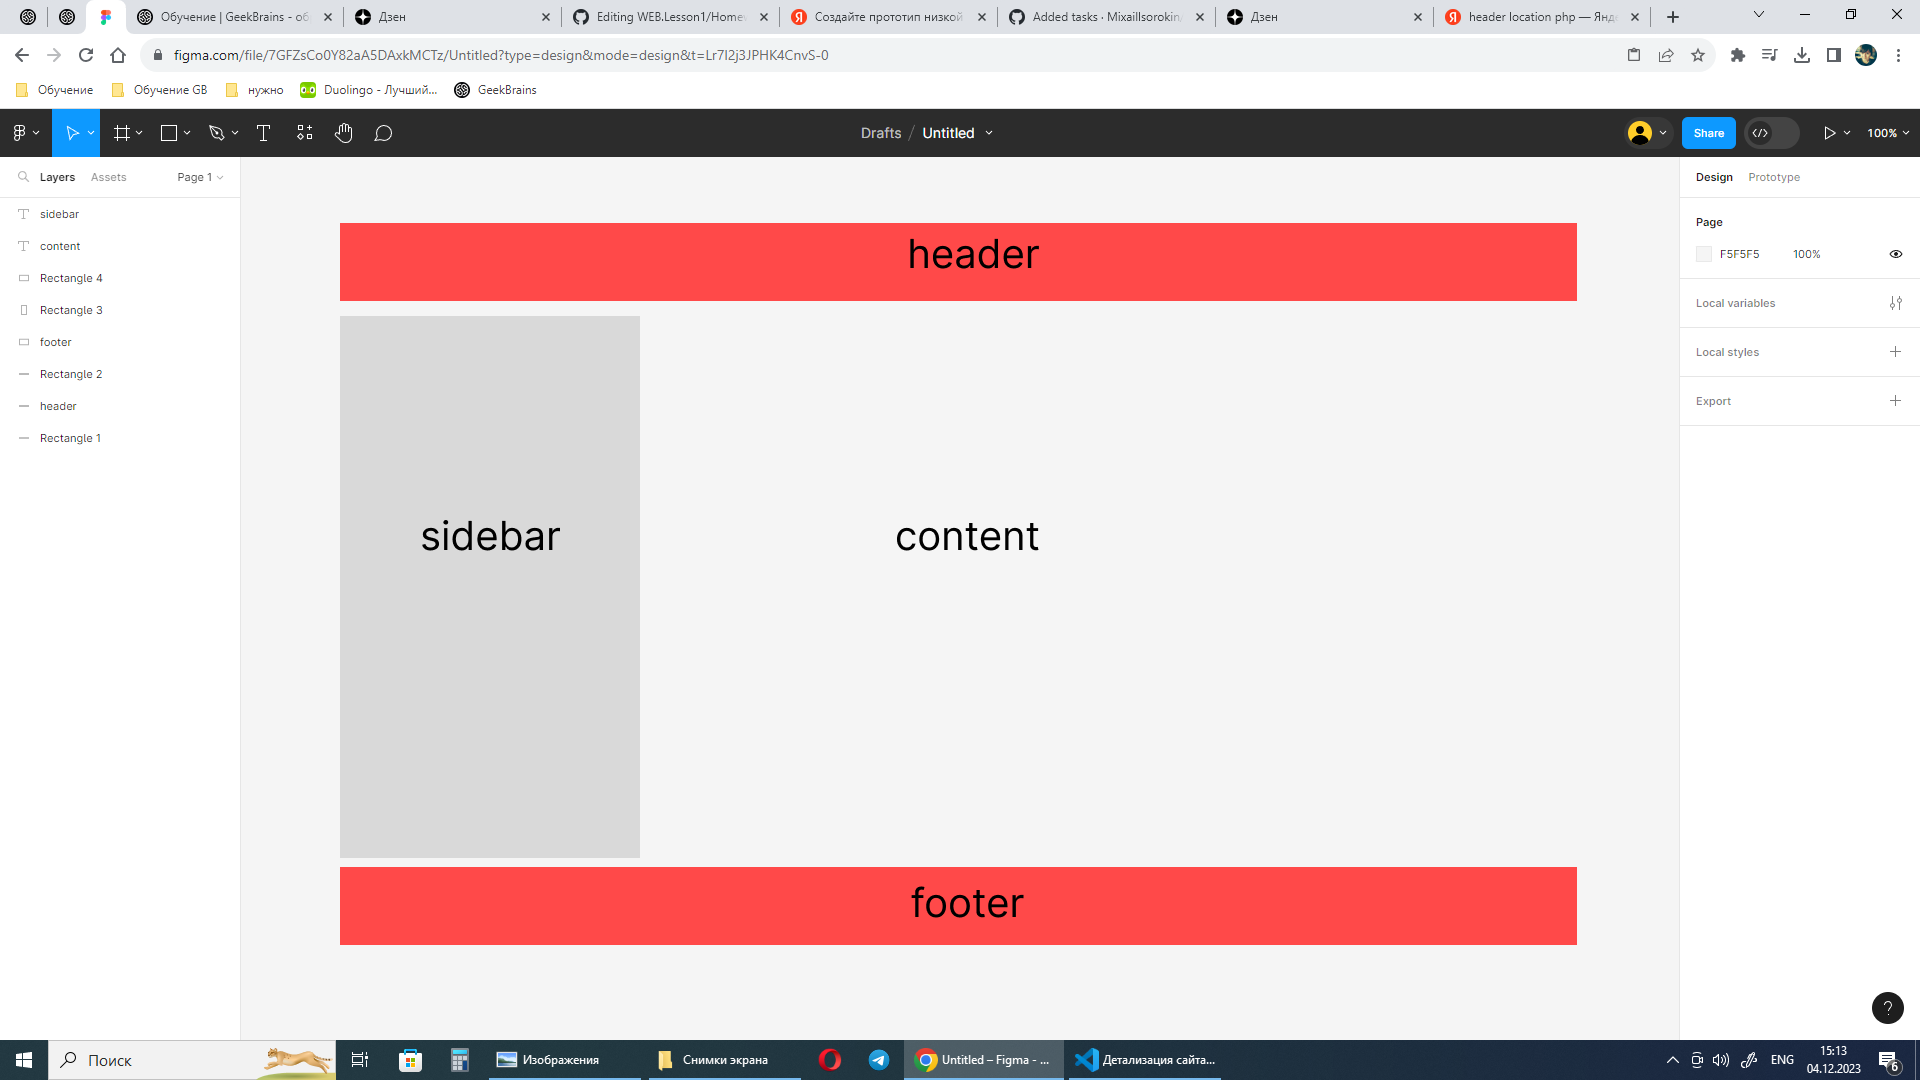 Обучение | GeekBrains - об
Дзен
Editing WEB.Lesson1/Homew
Создайте прототип низкой
Added tasks · Mixaillsorokin/
Дзен
header location php — Янде
figma.com/file/7GFZsCo0Y82aA5DAxkMCTz/Untitled?type=design&mode=design&t=Lr7I2j3JPHK4CnvS-0
Обучение
Обучение GB
нужно
Duolingo - Лучший...
GeekBrains
Drafts / Untitled
Share
100%
Layers
Assets
Page 1
Design
Prototype
sidebar
content
Rectangle 4
Rectangle 3
footer
Rectangle 2
header
Rectangle 1
header
sidebar
content
footer
Page
F5F5F5
100%
Local variables
Local styles
Export
?
Поиск
Изображения
Снимки экрана
Untitled – Figma - ...
Детализация сайта...
ENG
15:13
04.12.2023
6